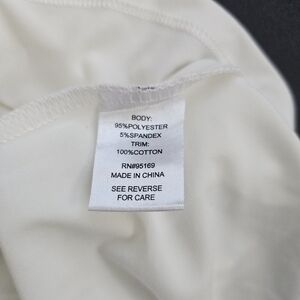 BODY:
95%POLYESTER
5%SPANDEX
TRIM:
100%COTTON
RN#95169
MADE IN CHINA
SEE REVERSE
FOR CARE